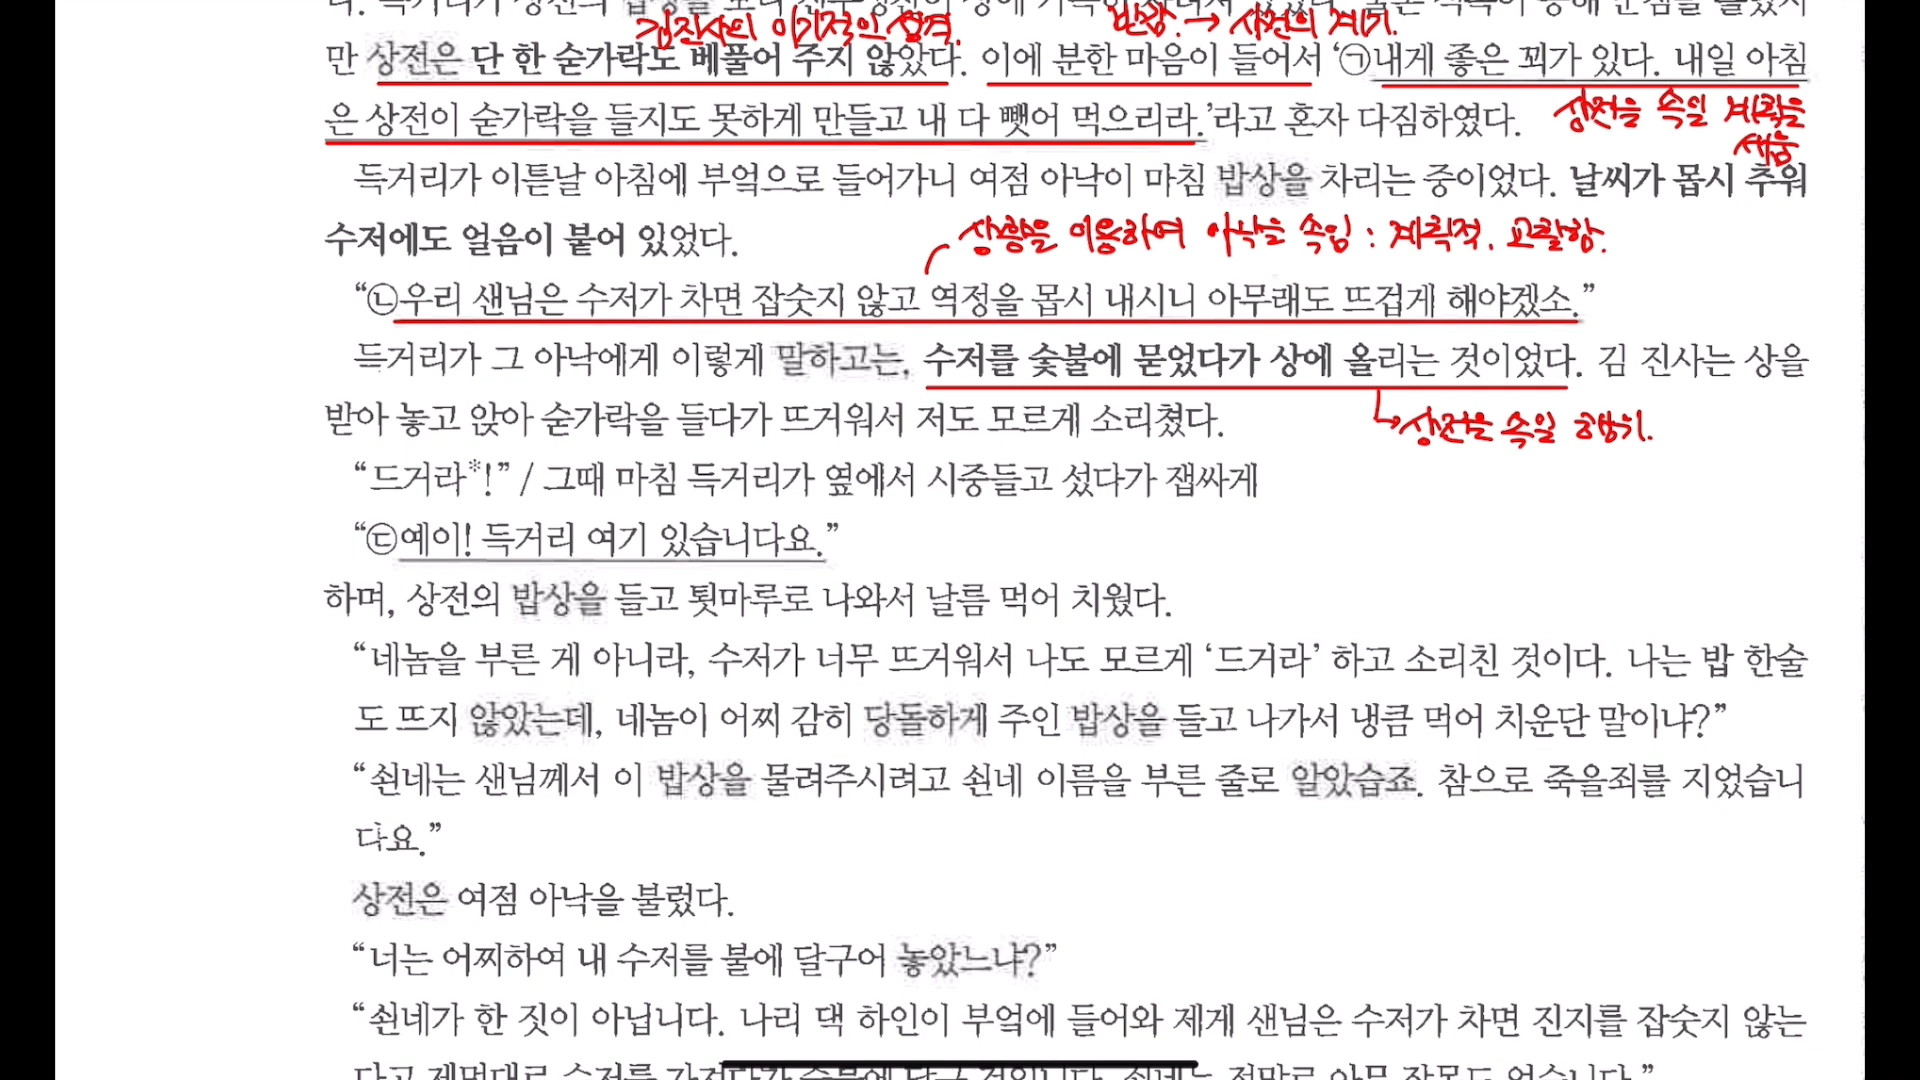 김진사의 이기적인 성격. 반감. → 사건의 계기.
만 상전은 단 한 숟가락도 베풀어 주지 않았다. 이에 분한 마음이 들어서 ‘㉠내게 좋은 꾀가 있다. 내일 아침
은 상전이 숟가락을 들지도 못하게 만들고 내 다 뺏어 먹으리라.’라고 혼자 다짐하였다.
상전을 속일 계획을
세움
득거리가 이튿날 아침에 부엌으로 들어가니 여점 아낙이 마침 밥상을 차리는 중이었다. 날씨가 몹시 추워
수저에도 얼음이 붙어 있었다.
상황을 이용하여 아낙을 속임 : 계획적, 교활함.
“㉡우리 샌님은 수저가 차면 잡숫지 않고 역정을 몹시 내시니 아무래도 뜨겁게 해야겠소.”
득거리가 그 아낙에게 이렇게 말하고는, 수저를 숯불에 묻었다가 상에 올리는 것이었다. 김 진사는 상을
받아 놓고 앉아 숟가락을 들다가 뜨거워서 저도 모르게 소리쳤다.
↳상전을 속일 행위.
“드거라*!” / 그때 마침 득거리가 옆에서 시중들고 섰다가 잽싸게
“㉢예이! 득거리 여기 있습니다요.”
하며, 상전의 밥상을 들고 툇마루로 나와서 날름 먹어 치웠다.
“네놈을 부른 게 아니라, 수저가 너무 뜨거워서 나도 모르게 ‘드거라’ 하고 소리친 것이다. 나는 밥 한술
도 뜨지 않았는데, 네놈이 어찌 감히 당돌하게 주인 밥상을 들고 나가서 냉큼 먹어 치운단 말이냐?”
“쇤네는 샌님께서 이 밥상을 물려주시려고 쇤네 이름을 부른 줄로 알았습죠. 참으로 죽을죄를 지었습니
다요.”
상전은 여점 아낙을 불렀다.
“너는 어찌하여 내 수저를 불에 달구어 놓았느냐?”
“쇤네가 한 짓이 아닙니다. 나리 댁 하인이 부엌에 들어와 제게 샌님은 수저가 차면 진지를 잡숫지 않는